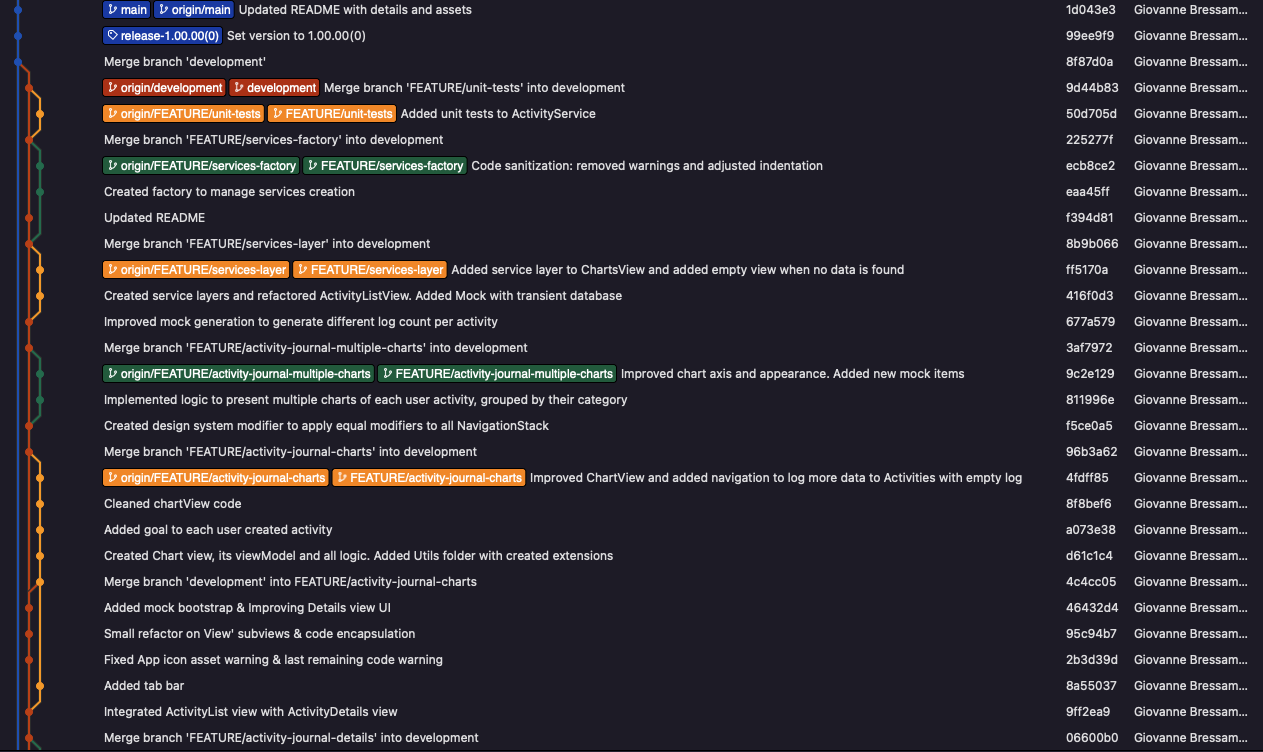 main origin/main Updated README with details and assets 1d043e3 Giovanne Bressam...
release-1.00.00(0) Set version to 1.00.00(0) 99ee9f9 Giovanne Bressam...
Merge branch 'development' 8f87d0a Giovanne Bressam...
origin/development development Merge branch 'FEATURE/unit-tests' into development 9d44b83 Giovanne Bressam...
origin/FEATURE/unit-tests FEATURE/unit-tests Added unit tests to ActivityService 50d705d Giovanne Bressam...
Merge branch 'FEATURE/services-factory' into development 225277f Giovanne Bressam...
origin/FEATURE/services-factory FEATURE/services-factory Code sanitization: removed warnings and adjusted indentation ecb8ce2 Giovanne Bressam...
Created factory to manage services creation eaa45ff Giovanne Bressam...
Updated README f394d81 Giovanne Bressam...
Merge branch 'FEATURE/services-layer' into development 8b9b066 Giovanne Bressam...
origin/FEATURE/services-layer FEATURE/services-layer Added service layer to ChartsView and added empty view when no data is found ff5170a Giovanne Bressam...
Created service layers and refactored ActivityListView. Added Mock with transient database 416f0d3 Giovanne Bressam...
Improved mock generation to generate different log count per activity 677a579 Giovanne Bressam...
Merge branch 'FEATURE/activity-journal-multiple-charts' into development 3af7972 Giovanne Bressam...
origin/FEATURE/activity-journal-multiple-charts FEATURE/activity-journal-multiple-charts Improved chart axis and appearance. Added new mock items 9c2e129 Giovanne Bressam...
Implemented logic to present multiple charts of each user activity, grouped by their category 811996e Giovanne Bressam...
Created design system modifier to apply equal modifiers to all NavigationStack f5ce0a5 Giovanne Bressam...
Merge branch 'FEATURE/activity-journal-charts' into development 96b3a62 Giovanne Bressam...
origin/FEATURE/activity-journal-charts FEATURE/activity-journal-charts Improved ChartView and added navigation to log more data to Activities with empty log 4fdff85 Giovanne Bressam...
Cleaned chartView code 8f8bef6 Giovanne Bressam...
Added goal to each user created activity a073e38 Giovanne Bressam...
Created Chart view, its viewModel and all logic. Added Utils folder with created extensions d61c1c4 Giovanne Bressam...
Merge branch 'development' into FEATURE/activity-journal-charts 4c4cc05 Giovanne Bressam...
Added mock bootstrap & Improving Details view UI 46432d4 Giovanne Bressam...
Small refactor on View' subviews & code encapsulation 95c94b7 Giovanne Bressam...
Fixed App icon asset warning & last remaining code warning 2b3d39d Giovanne Bressam...
Added tab bar 8a55037 Giovanne Bressam...
Integrated ActivityList view with ActivityDetails view 9ff2ea9 Giovanne Bressam...
Merge branch 'FEATURE/activity-journal-details' into development 06600b0 Giovanne Bressam...